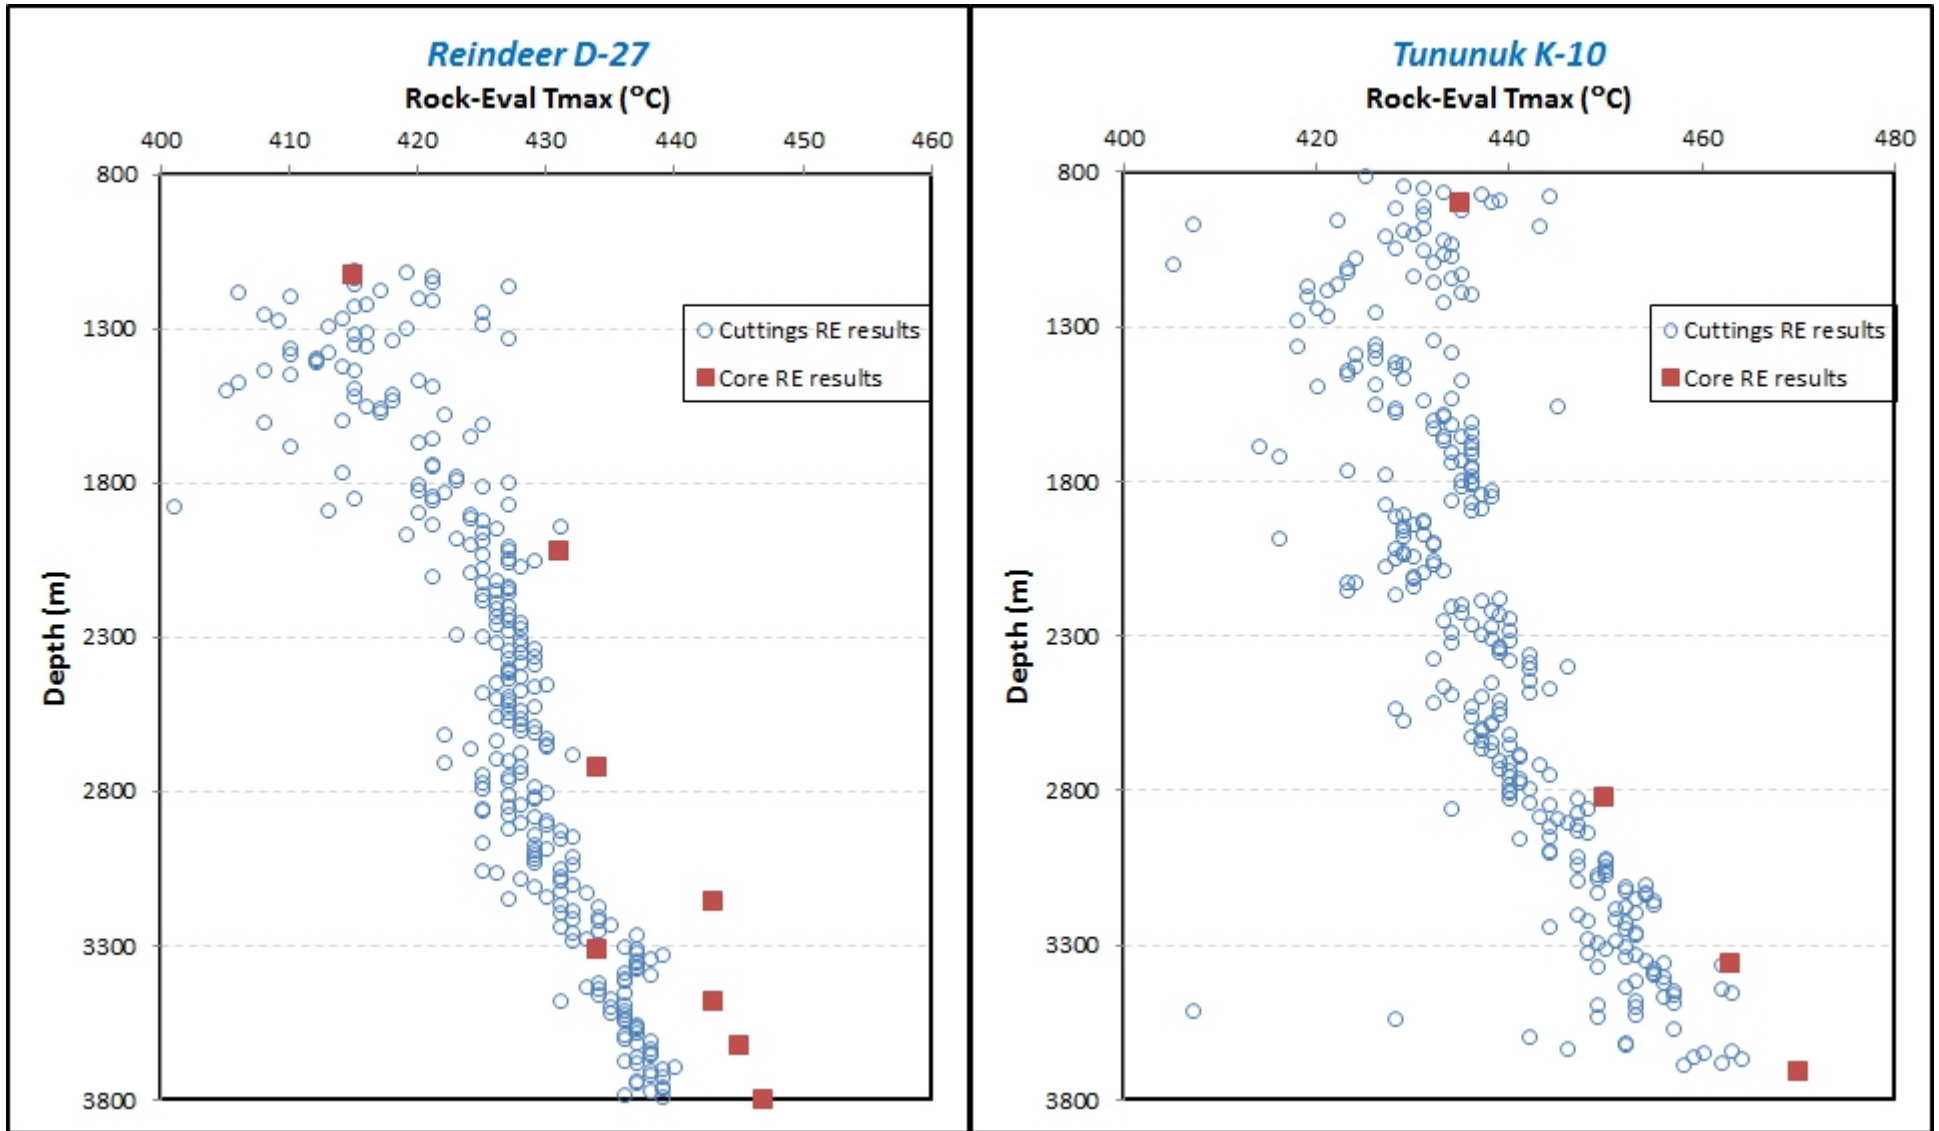 Reindeer D-27
Rock-Eval Tmax (°C)
400 410 420 430 440 450 460
800
1300
1800
2300
2800
3300
3800
Depth (m)
Cuttings RE results
Core RE results
Tununuk K-10
Rock-Eval Tmax (°C)
400 420 440 460 480
800
1300
1800
2300
2800
3300
3800
Depth (m)
Cuttings RE results
Core RE results